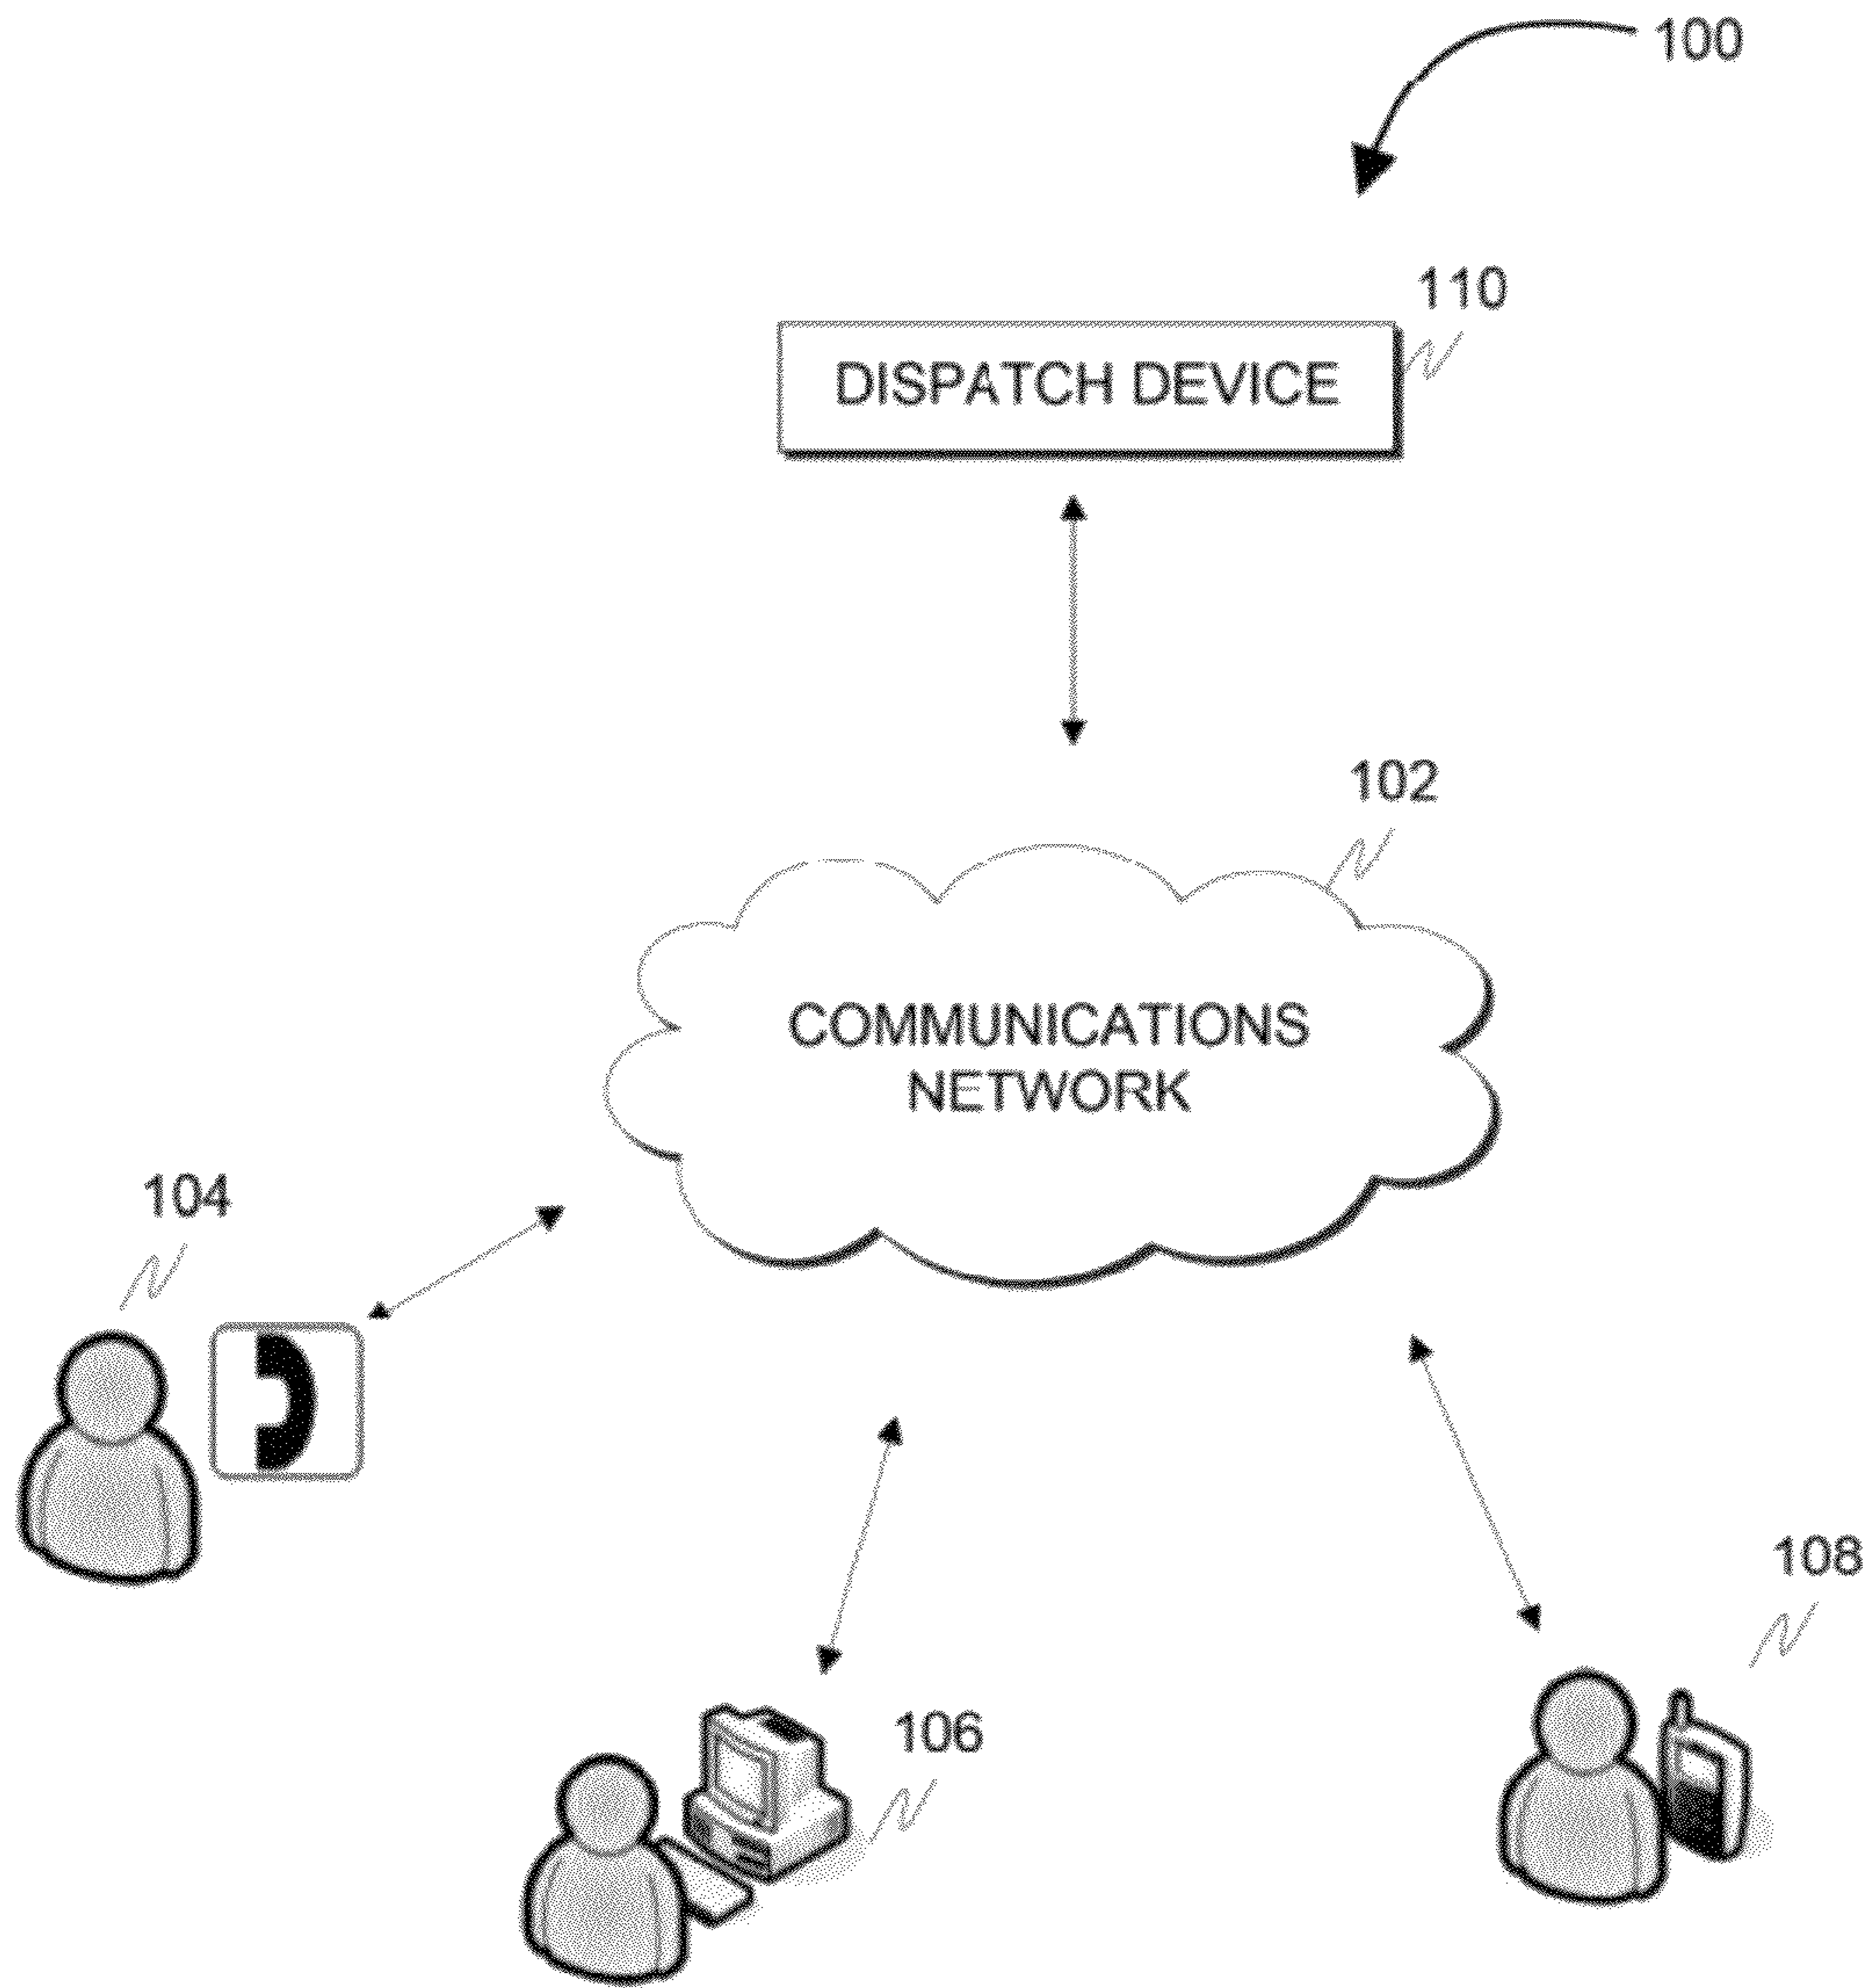 100
110
DISPATCH DEVICE
102
COMMUNICATIONS
NETWORK
104
108
106